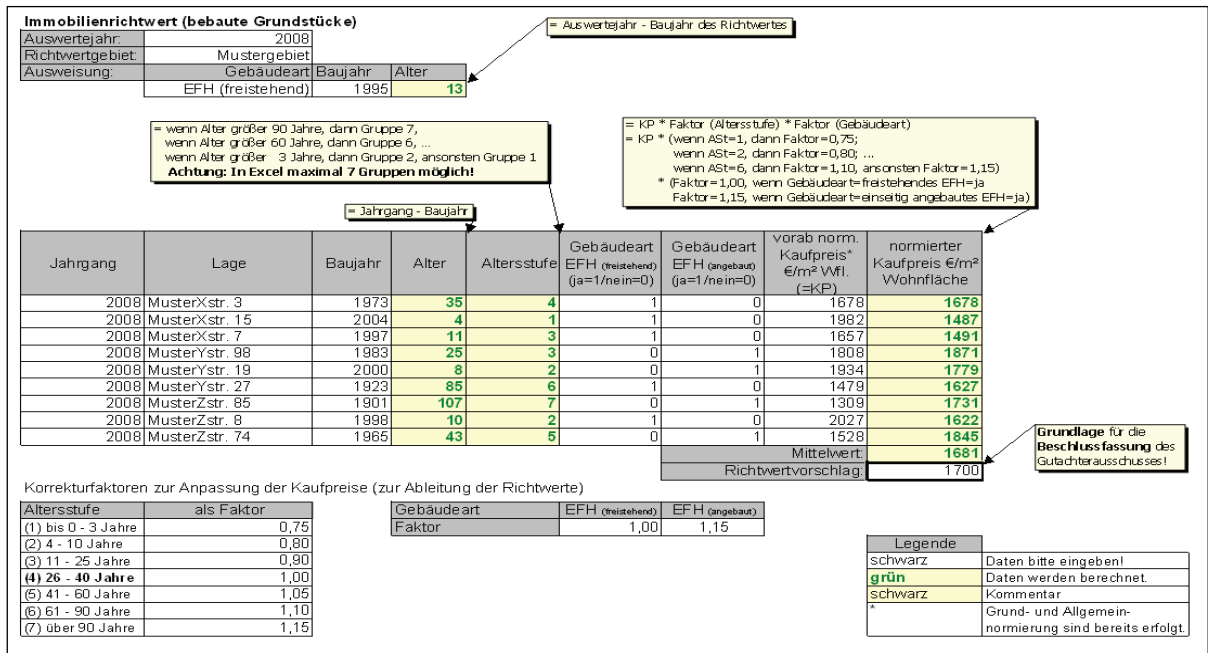 Immobilienrichtwert (bebaute Grundstücke)
= Auswertejahr - Baujahr des Richtwertes
Auswertejahr: 2008
Richtwertgebiet: Mustergebiet
Ausweisung: Gebäudeart Baujahr Alter
EFH (freistehend) 1995 13
= wenn Alter größer 90 Jahre, dann Gruppe 7,
wenn Alter größer 60 Jahre, dann Gruppe 6, ...
wenn Alter größer 3 Jahre, dann Gruppe 2, ansonsten Gruppe 1
Achtung: In Excel maximal 7 Gruppen möglich!
= KP * Faktor (Altersstufe) * Faktor (Gebäudeart)
= KP * (wenn ASt=1, dann Faktor=0,75;
wenn ASt=2, dann Faktor=0,80; ...
wenn ASt=6, dann Faktor=1,10, ansonsten Faktor=1,15)
* (Faktor=1,00, wenn Gebäudeart=freistehendes EFH=ja
Faktor=1,15, wenn Gebäudeart=einseitig angebautes EFH=ja)
= Jahrgang - Baujahr
Jahrgang Lage Baujahr Alter Altersstufe Gebäudeart EFH (freistehend) (ja=1/nein=0) Gebäudeart EFH (angebaut) (ja=1/nein=0) vorab norm. Kaufpreis* €/m² Wfl. (=KP) normierter Kaufpreis €/m² Wohnfläche
2008 MusterXstr. 3 1973 35 4 1 0 1678 1678
2008 MusterXstr. 15 2004 4 1 1 0 1982 1487
2008 MusterXstr. 7 1997 11 3 1 0 1657 1491
2008 MusterYstr. 98 1983 25 3 0 1 1808 1871
2008 MusterYstr. 19 2000 8 2 0 1 1934 1779
2008 MusterYstr. 27 1923 85 6 1 0 1479 1627
2008 MusterZstr. 85 1901 107 7 0 1 1309 1731
2008 MusterZstr. 8 1998 10 2 1 0 2027 1622
2008 MusterZstr. 74 1965 43 5 0 1 1528 1845
Mittelwert: 1681
Richtwertvorschlag: 1700
Grundlage für die
Beschlussfassung des
Gutachterausschusses!
Korrekturfaktoren zur Anpassung der Kaufpreise (zur Ableitung der Richtwerte)
Altersstufe als Faktor
(1) bis 0 - 3 Jahre 0,75
(2) 4 - 10 Jahre 0,80
(3) 11 - 25 Jahre 0,90
(4) 26 - 40 Jahre 1,00
(5) 41 - 60 Jahre 1,05
(6) 61 - 90 Jahre 1,10
(7) über 90 Jahre 1,15
Gebäudeart EFH (freistehend) EFH (angebaut)
Faktor 1,00 1,15
Legende
schwarz Daten bitte eingeben!
grün Daten werden berechnet.
schwarz Kommentar
* Grund- und Allgemein-
normierung sind bereits erfolgt.